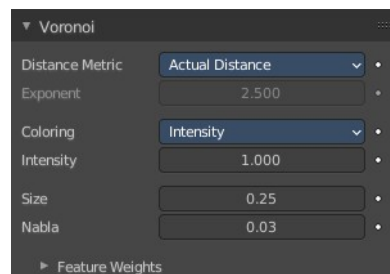 Voronoi
Distance Metric Actual Distance
Exponent 2.500
Coloring Intensity
Intensity 1.000
Size 0.25
Nabla 0.03
Feature Weights